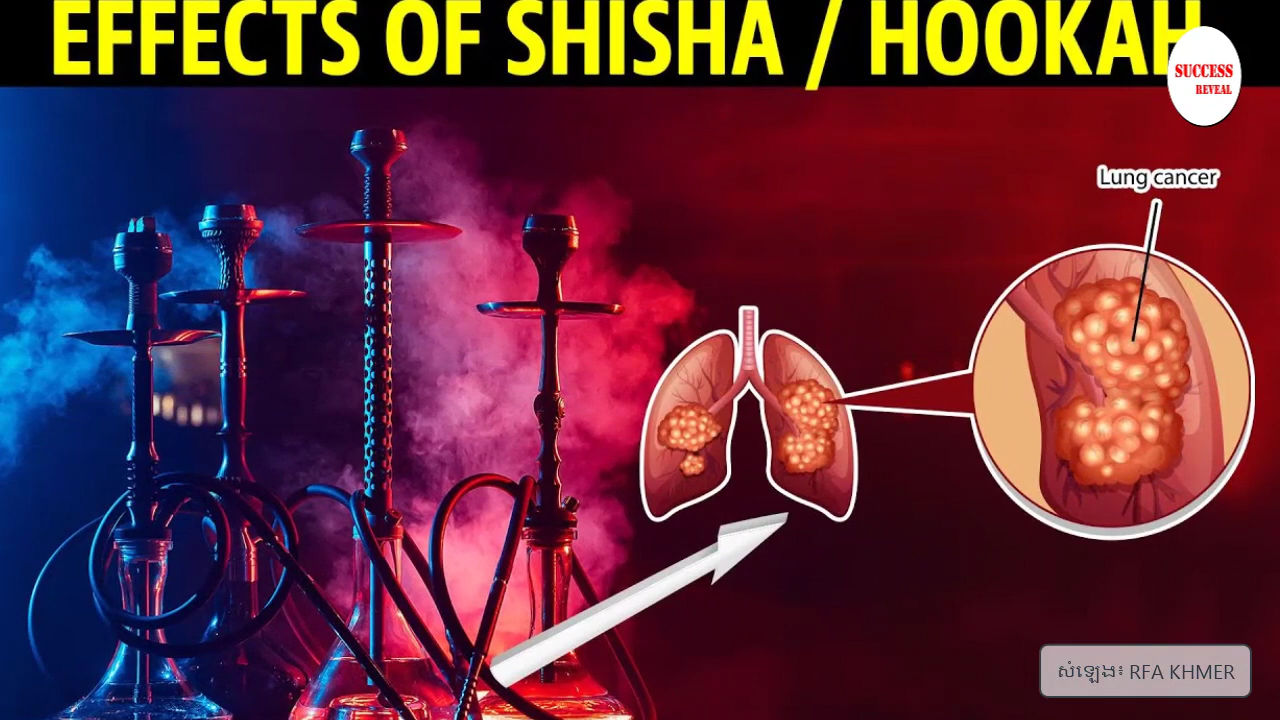 EFFECTS OF SHISHA / HOOKAH
SUCCESS
REVEAL
Lung cancer
សំឡេង៖ RFA KHMER